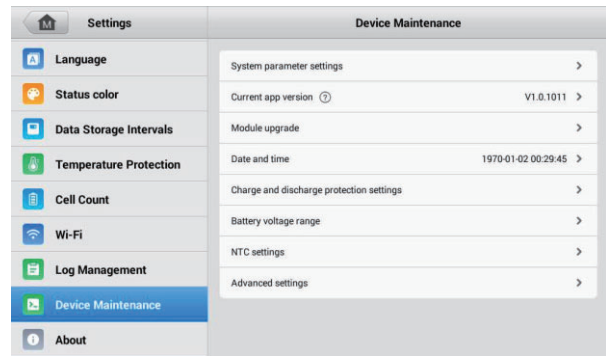 M
Settings
Device Maintenance
Language
Status color
Data Storage Intervals
Temperature Protection
Cell Count
Wi-Fi
Log Management
Device Maintenance
About
System parameter settings
Current app version ? V1.0.1011
Module upgrade
Date and time 1970-01-02 00:29:45
Charge and discharge protection settings
Battery voltage range
NTC settings
Advanced settings